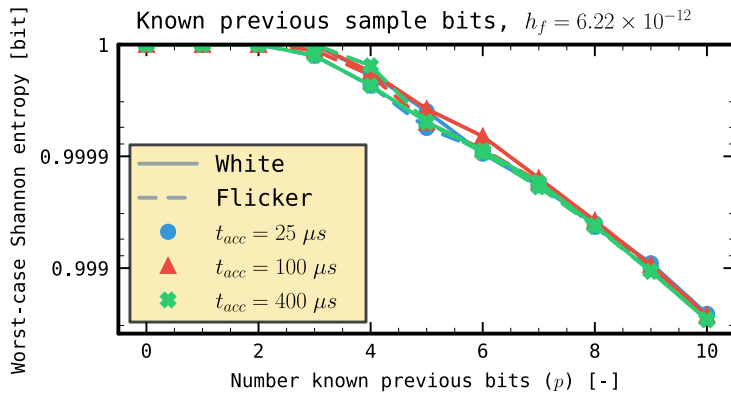 Known previous sample bits, $h_f = 6.22 \times 10^{-12}$
Worst-case Shannon entropy [bit]
1
0.9999
0.999
White
Flicker
$t_{acc} = 25\ \mu s$
$t_{acc} = 100\ \mu s$
$t_{acc} = 400\ \mu s$
0 2 4 6 8 10
Number known previous bits ($p$) [-]